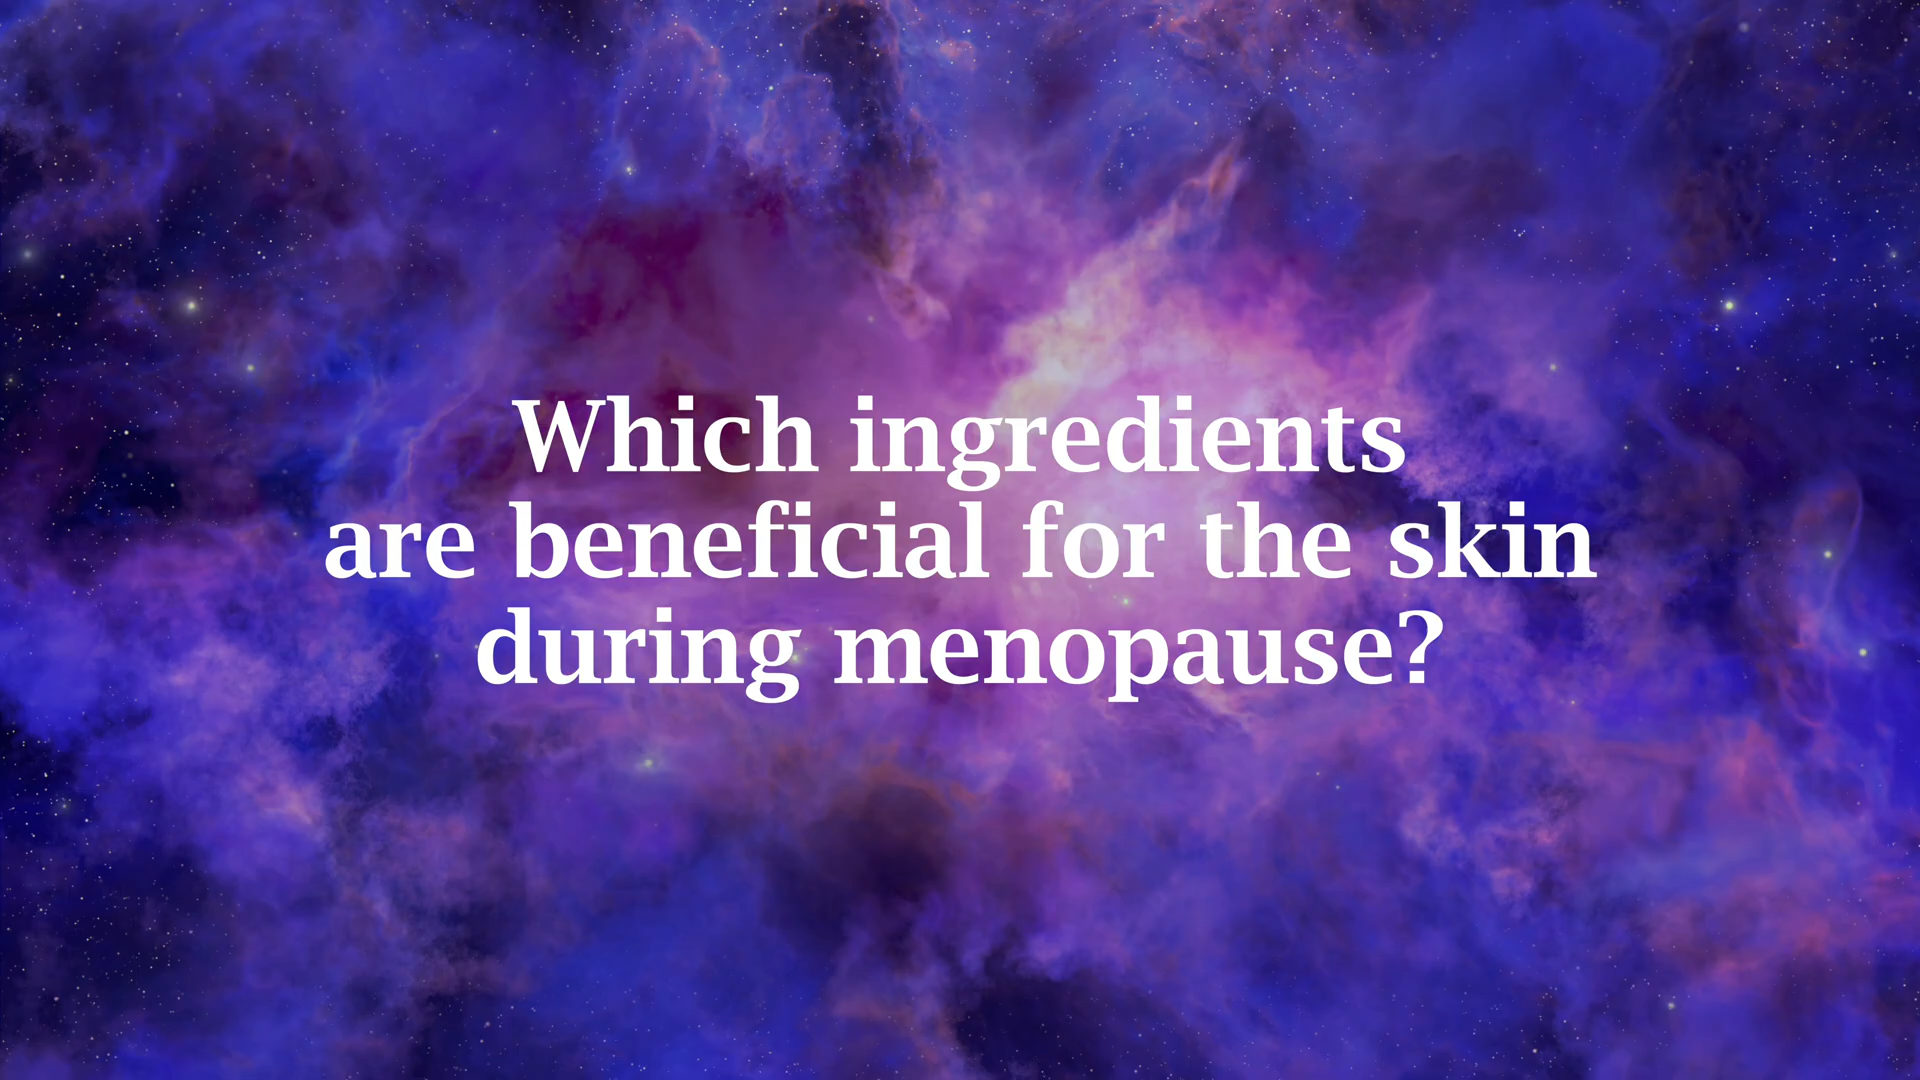 Which ingredients
are beneficial for the skin
during menopause?